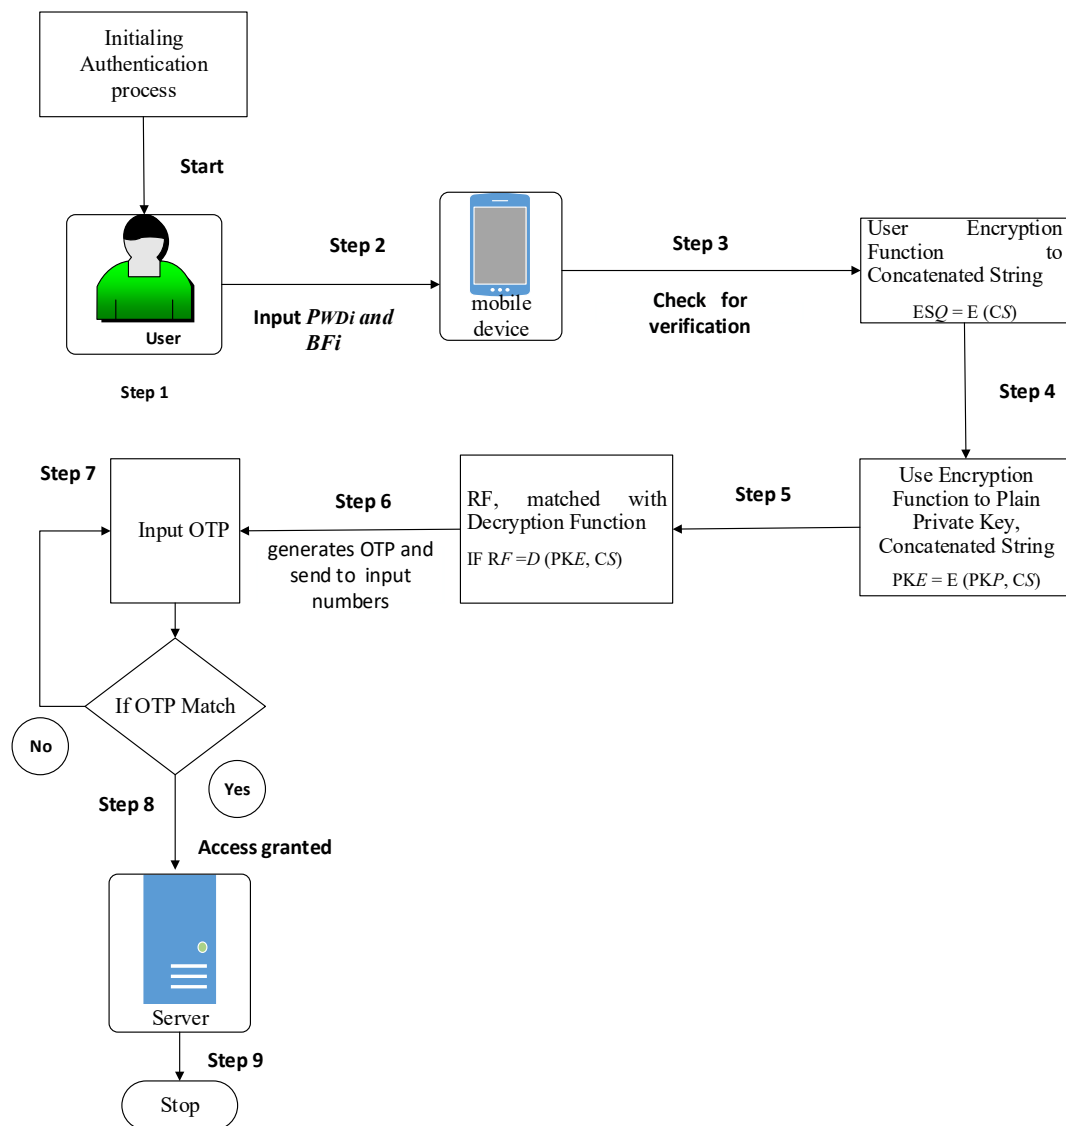 Initialing
Authentication
process
Start
User
Step 1
Step 2
Input PWDi and
BFi
mobile
device
Step 3
Check for
verification
User Encryption
Function to
Concatenated String
ESQ = E (CS)
Step 4
Use Encryption
Function to Plain
Private Key,
Concatenated String
PKE = E (PKP, CS)
Step 5
RF, matched with
Decryption Function
IF RF =D (PKE, CS)
Step 6
generates OTP and
send to input
numbers
Step 7
Input OTP
If OTP Match
No
Yes
Step 8
Access granted
Server
Step 9
Stop